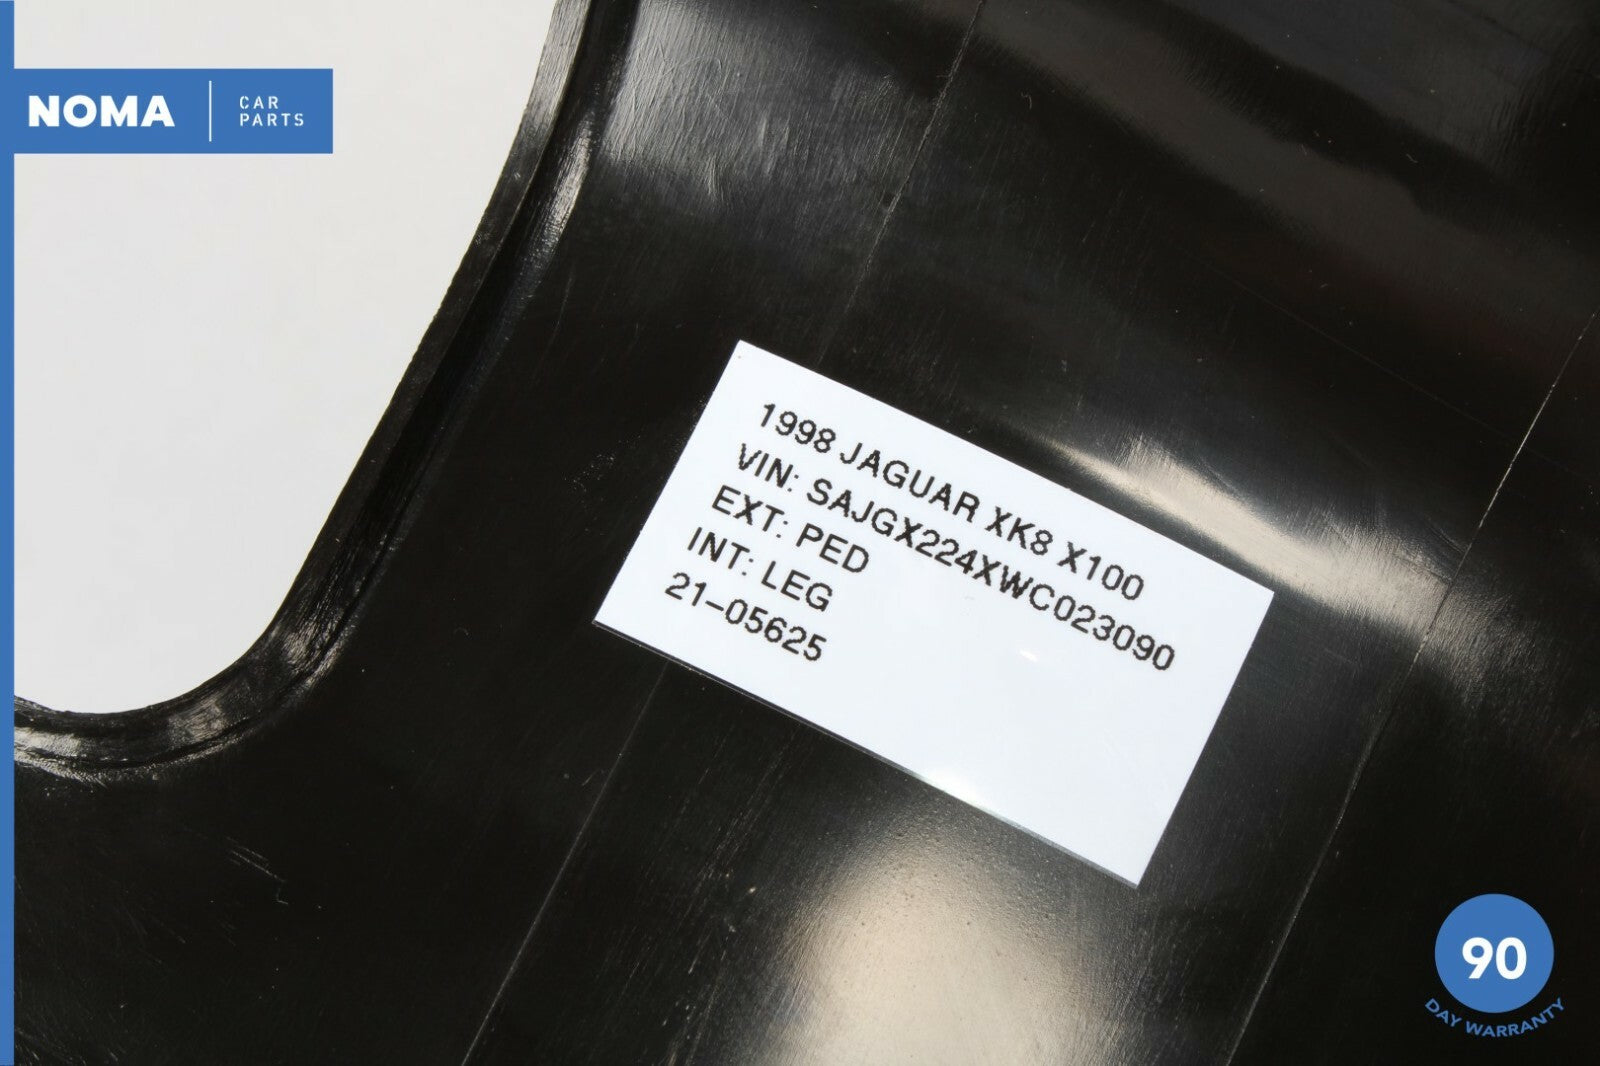 NOMA
CAR
PARTS
1998 JAGUAR XK8 X100
VIN: SAJGX224XWC023090
EXT: PED
INT: LEG
21-05625
90
DAY WARRANTY